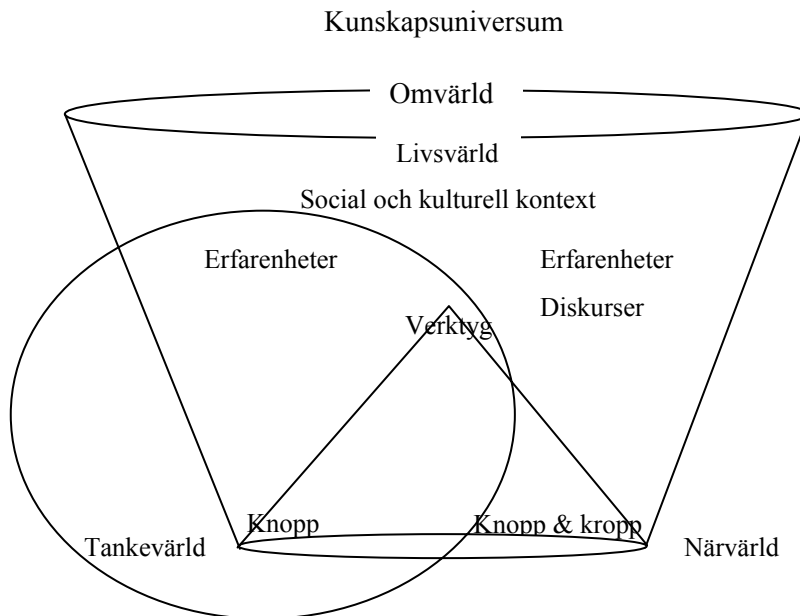 Kunskapsuniversum
Omvärld
Livsvärld
Social och kulturell kontext
Erfarenheter Erfarenheter
Diskurser
Verktyg
Knopp Knopp & kropp
Tankevärld Närvärld